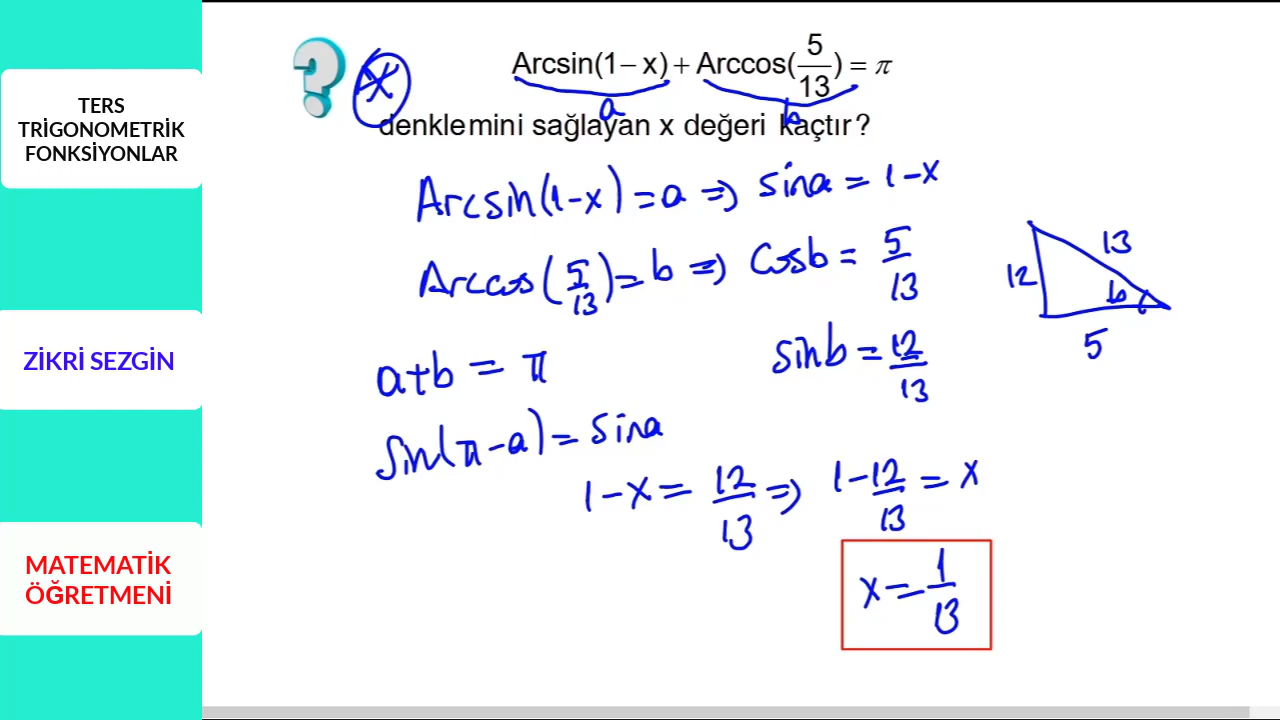 TERS
TRİGONOMETRİK
FONKSİYONLAR
ZİKRİ SEZGİN
MATEMATİK
ÖĞRETMENİ
Arcsin(1 − x) + Arccos(5/13) = π
a b
denklemini sağlayan x değeri kaçtır?
Arcsin(1-x) = a ⇒ sina = 1-x
Arccos(5/13) = b ⇒ cosb = 5/13
13
12 b
5
sinb = 12/13
a+b = π
sin(π-a) = sina
1-x = 12/13 ⇒ 1-12/13 = x
x = 1/13